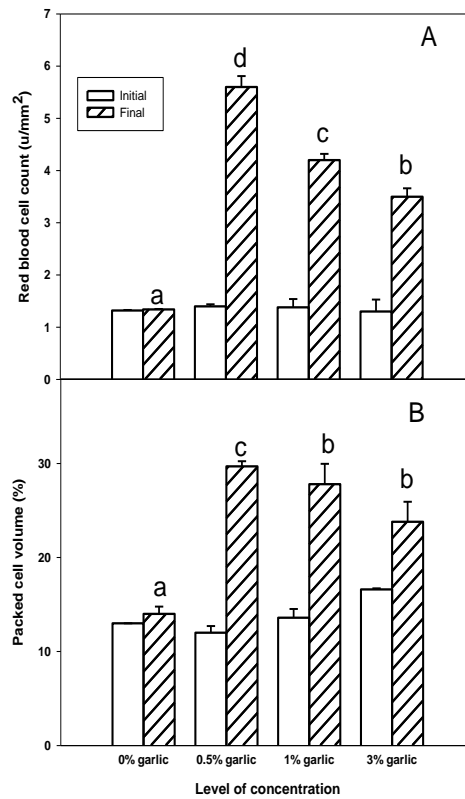 A
Red blood cell count (u/mm²)
7
6
5
4
3
2
1
0
Initial
Final
a
d
c
b
B
Packed cell volume (%)
30
20
10
0
a
c
b
b
0% garlic 0.5% garlic 1% garlic 3% garlic
Level of concentration